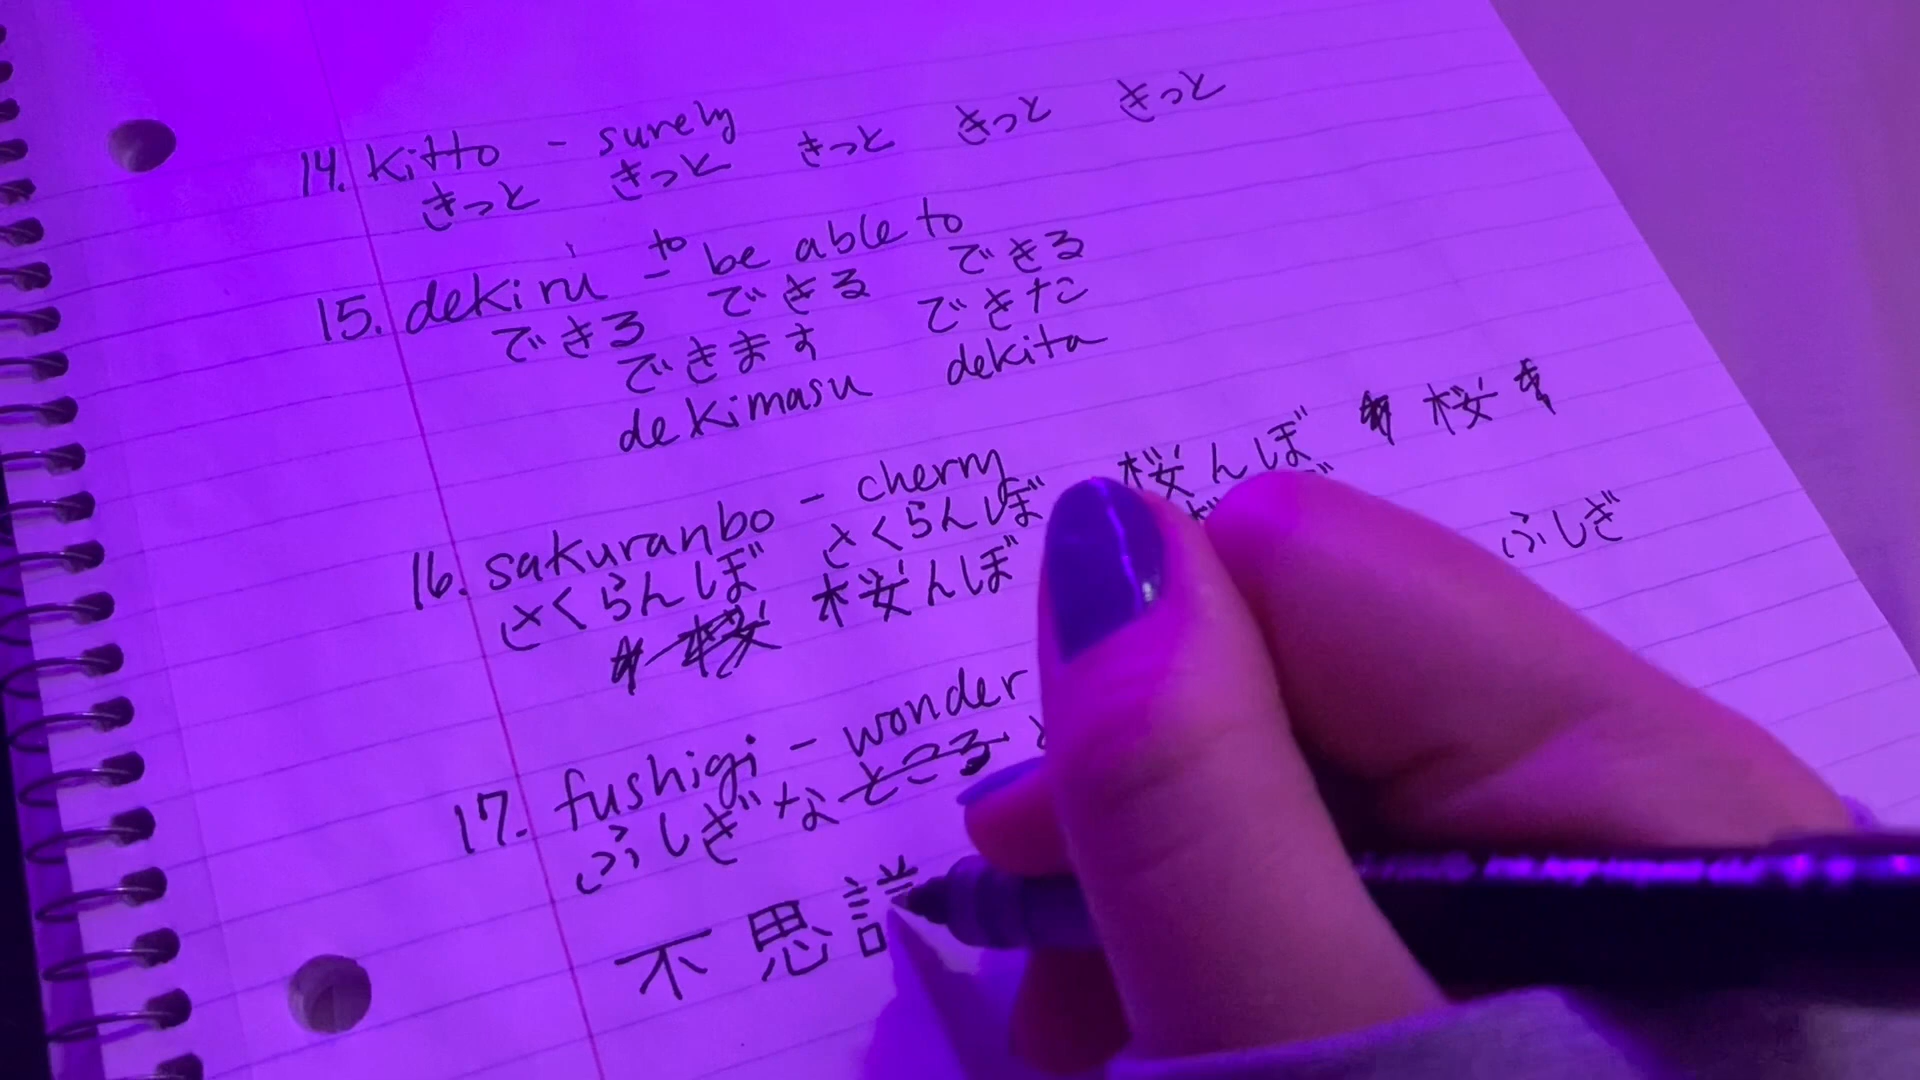 14. kitto - surely
きっと きっと きっと きっと きっと
15. dekiru - to be able to
できる できる できる
できます できた
dekimasu dekita
16. sakuranbo - cherry
さくらんぼ さくらんぼ 桜んぼ 桜
桜んぼ
17. fushigi - wonder ふしぎ
ふしぎなところ
不思